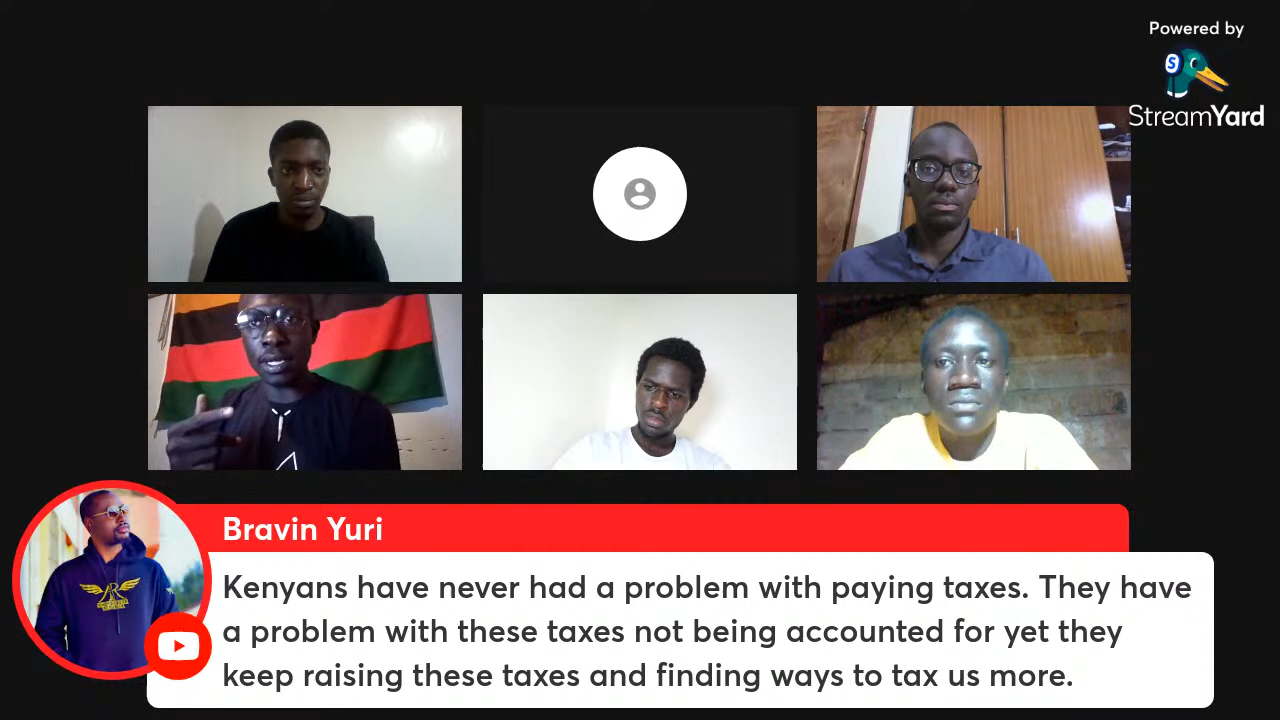 Powered by
StreamYard
Bravin Yuri
Kenyans have never had a problem with paying taxes. They have
a problem with these taxes not being accounted for yet they
keep raising these taxes and finding ways to tax us more.